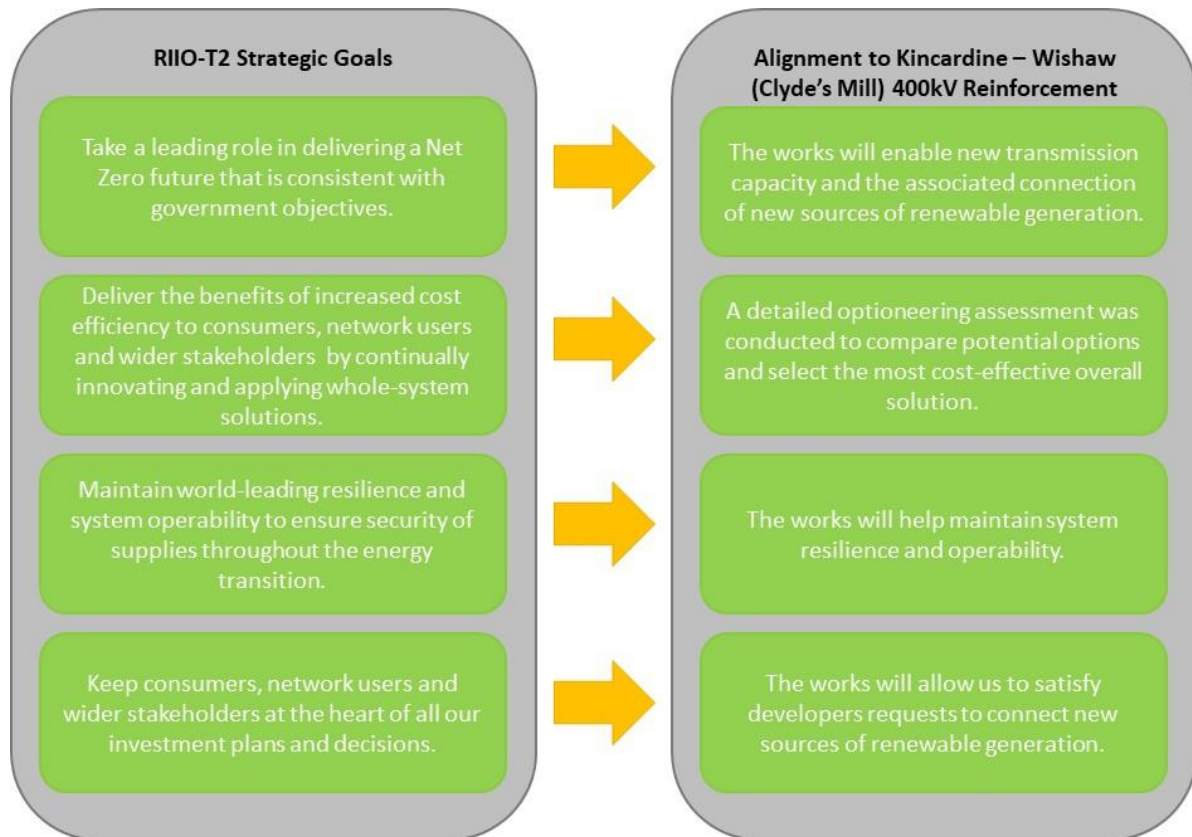 RIIO-T2 Strategic Goals
Take a leading role in delivering a Net
Zero future that is consistent with
government objectives.
Deliver the benefits of increased cost
efficiency to consumers, network users
and wider stakeholders by continually
innovating and applying whole-system
solutions.
Maintain world-leading resilience and
system operability to ensure security of
supplies throughout the energy
transition.
Keep consumers, network users and
wider stakeholders at the heart of all our
investment plans and decisions.
Alignment to Kincardine – Wishaw
(Clyde's Mill) 400kV Reinforcement
The works will enable new transmission
capacity and the associated connection
of new sources of renewable generation.
A detailed optioneering assessment was
conducted to compare potential options
and select the most cost-effective overall
solution.
The works will help maintain system
resilience and operability.
The works will allow us to satisfy
developers requests to connect new
sources of renewable generation.